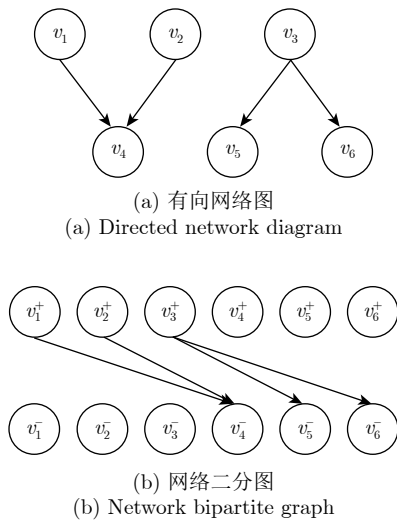 v₁ v₂ v₃
v₄ v₅ v₆
(a) 有向网络图
(a) Directed network diagram
v₁⁺ v₂⁺ v₃⁺ v₄⁺ v₅⁺ v₆⁺
v₁⁻ v₂⁻ v₃⁻ v₄⁻ v₅⁻ v₆⁻
(b) 网络二分图
(b) Network bipartite graph